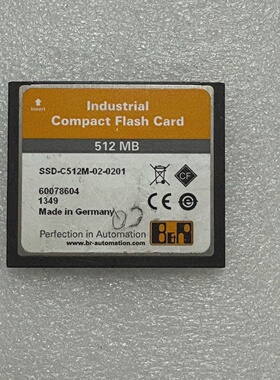 Insert
Industrial
Compact Flash Card
512 MB
SSD-C512M-02-0201
60078604
1349
Made in Germany
CF
02
Perfection in Automation
www.br-automation.com
B&R